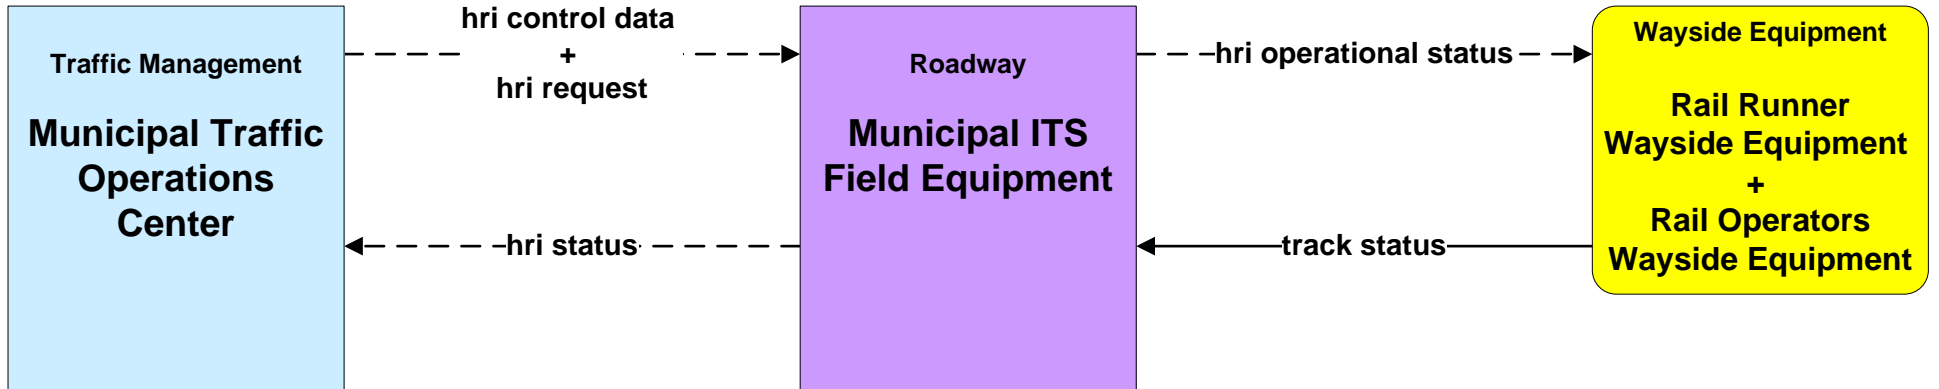 Traffic Management
Municipal Traffic
Operations
Center
hri control data
+
hri request
hri status
Roadway
Municipal ITS
Field Equipment
hri operational status
track status
Wayside Equipment
Rail Runner
Wayside Equipment
+
Rail Operators
Wayside Equipment